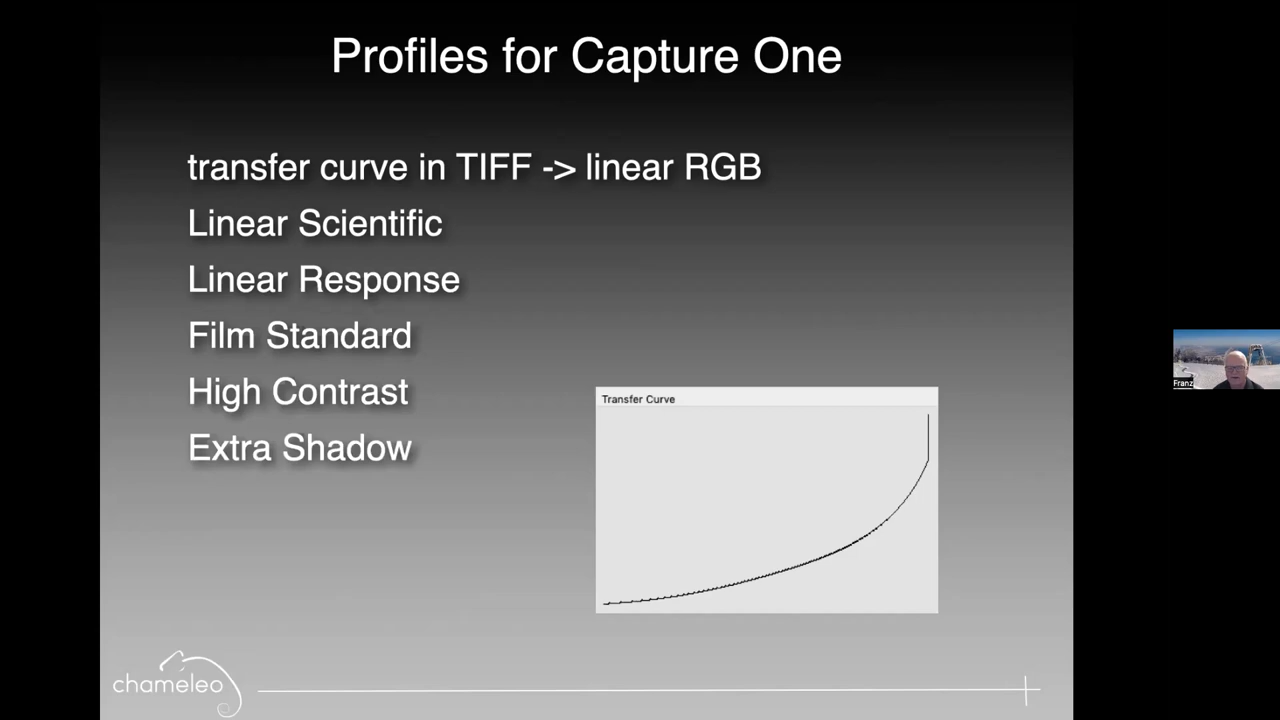 Profiles for Capture One
transfer curve in TIFF -> linear RGB
Linear Scientific
Linear Response
Film Standard
High Contrast
Extra Shadow
Transfer Curve
Franz
chameleo